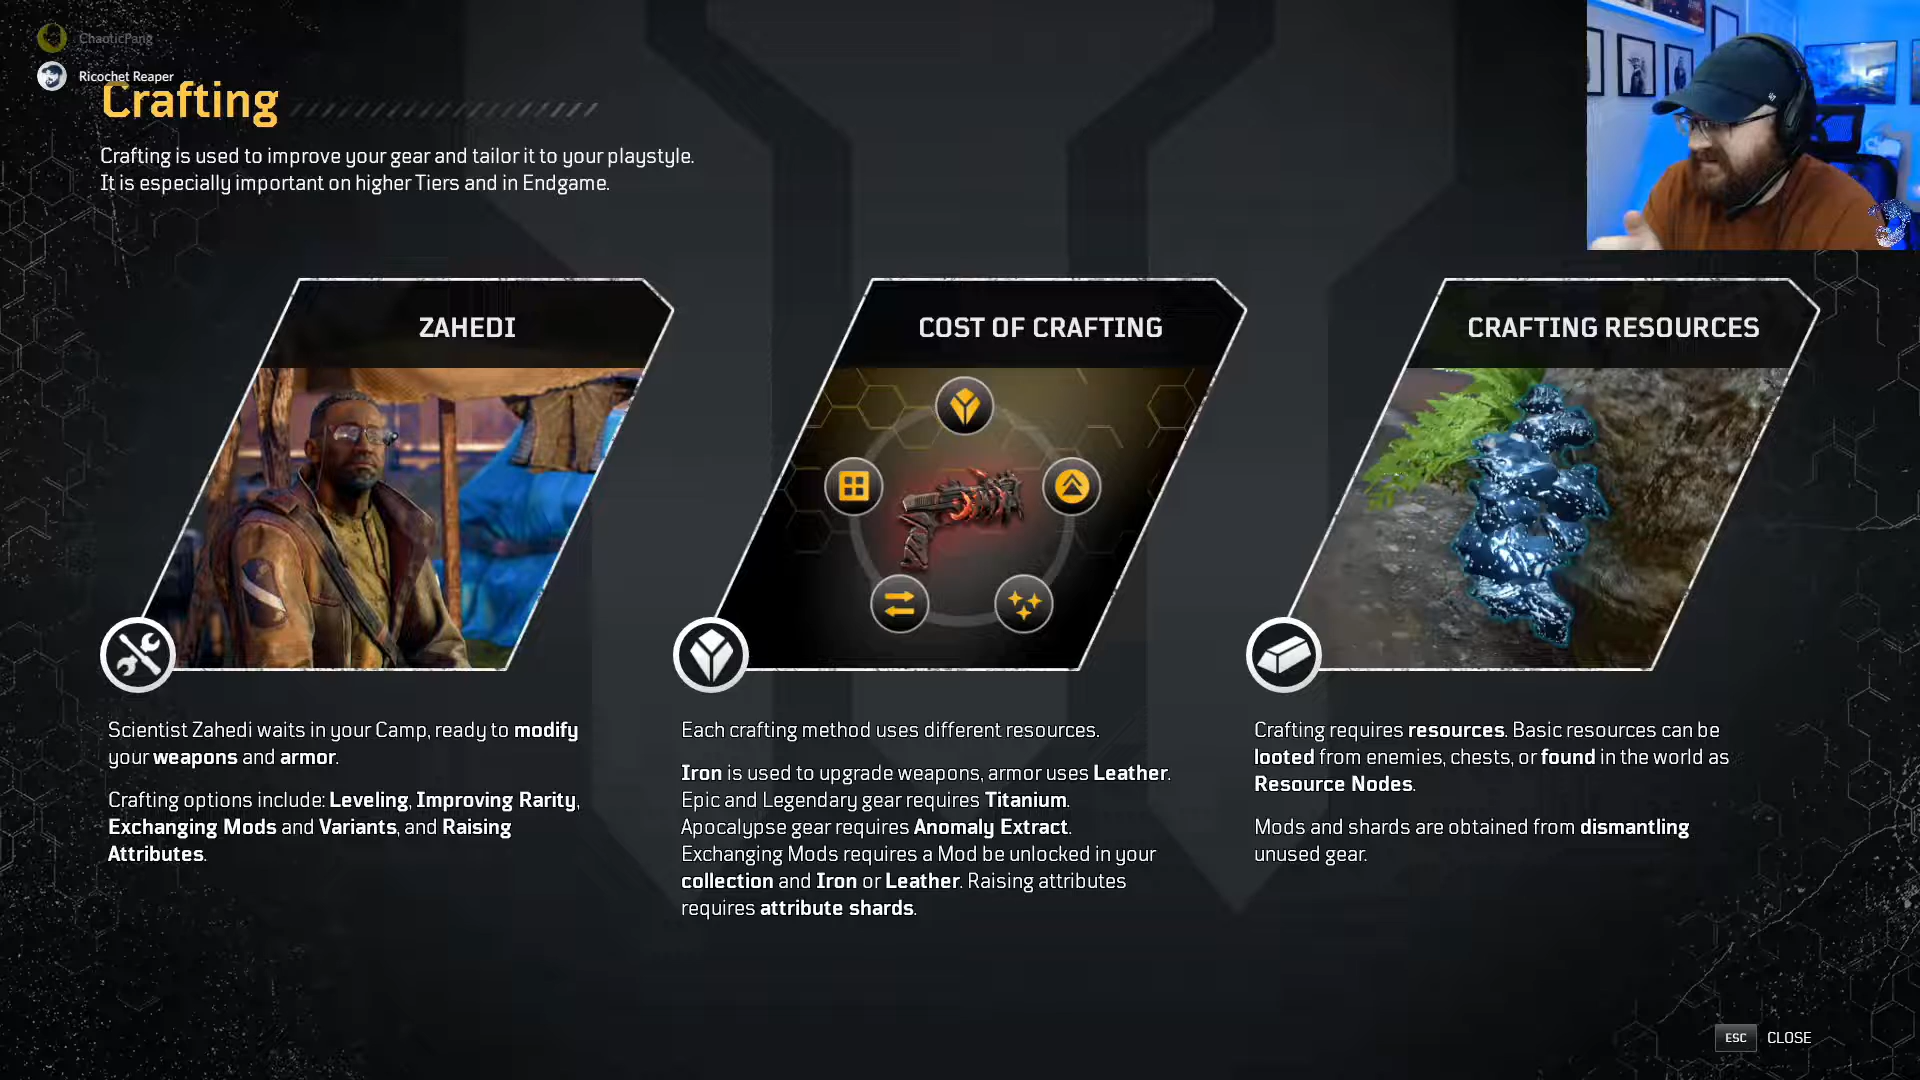 ChaoticPang
Ricochet Reaper
Crafting
Crafting is used to improve your gear and tailor it to your playstyle.
It is especially important on higher Tiers and in Endgame.
ZAHEDI
Scientist Zahedi waits in your Camp, ready to modify
your weapons and armor.
Crafting options include: Leveling, Improving Rarity,
Exchanging Mods and Variants, and Raising
Attributes.
COST OF CRAFTING
Each crafting method uses different resources.
Iron is used to upgrade weapons, armor uses Leather.
Epic and Legendary gear requires Titanium.
Apocalypse gear requires Anomaly Extract.
Exchanging Mods requires a Mod be unlocked in your
collection and Iron or Leather. Raising attributes
requires attribute shards.
CRAFTING RESOURCES
Crafting requires resources. Basic resources can be
looted from enemies, chests, or found in the world as
Resource Nodes.
Mods and shards are obtained from dismantling
unused gear.
ESC CLOSE